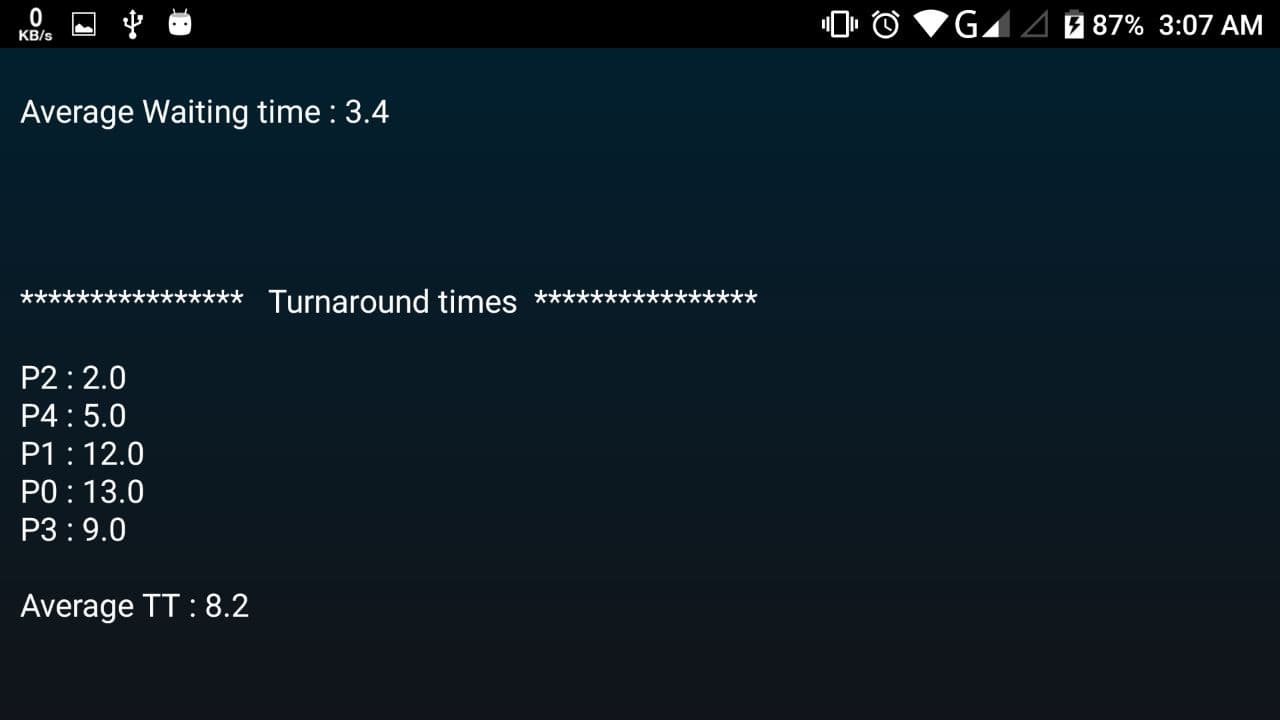 0
KB/s
G 87% 3:07 AM
Average Waiting time : 3.4
**************** Turnaround times ****************
P2 : 2.0
P4 : 5.0
P1 : 12.0
P0 : 13.0
P3 : 9.0
Average TT : 8.2